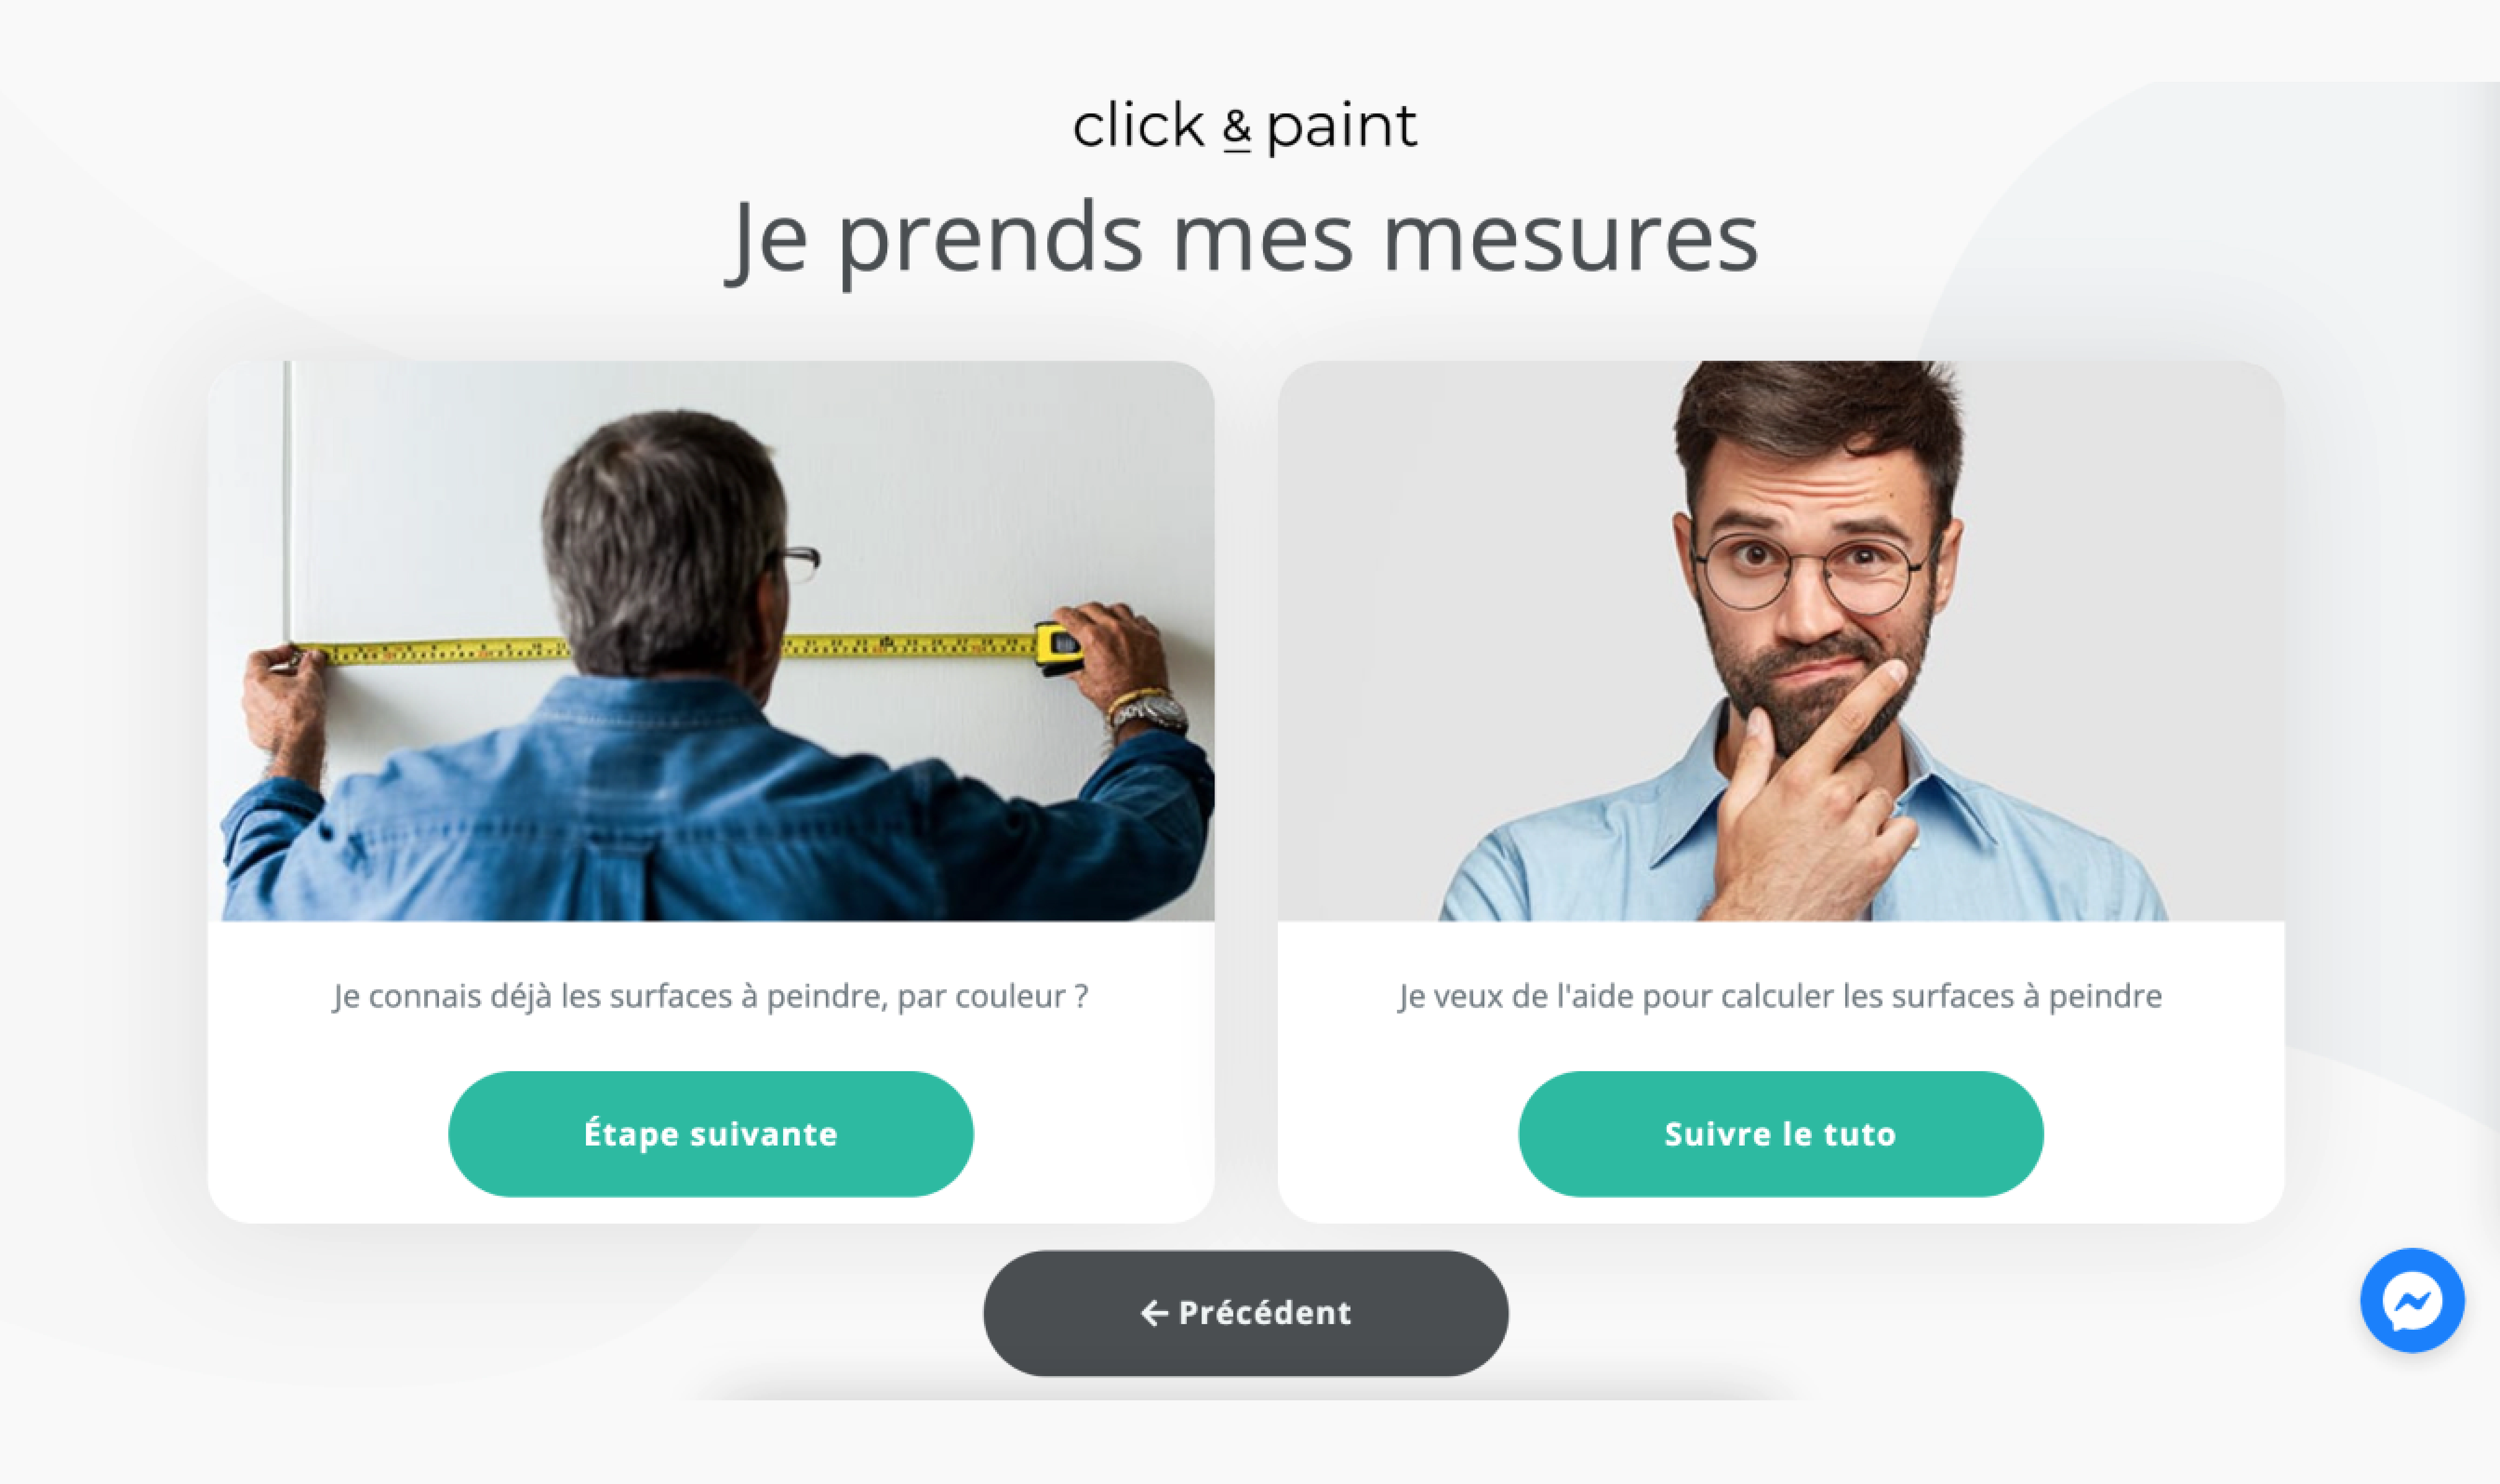 click & paint
Je prends mes mesures
Je connais déjà les surfaces à peindre, par couleur ?
Je veux de l'aide pour calculer les surfaces à peindre
Étape suivante
Suivre le tuto
← Précédent